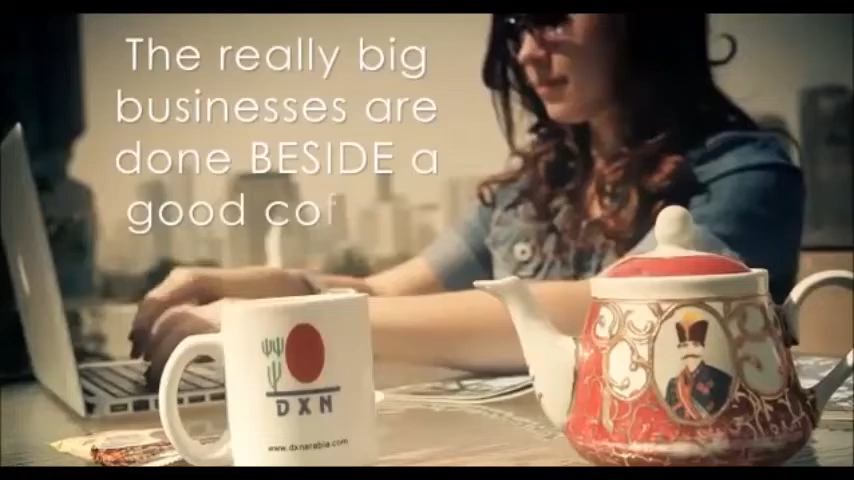 The really big
businesses are
done BESIDE a
good cof
DXN
www.dxnarabia.com